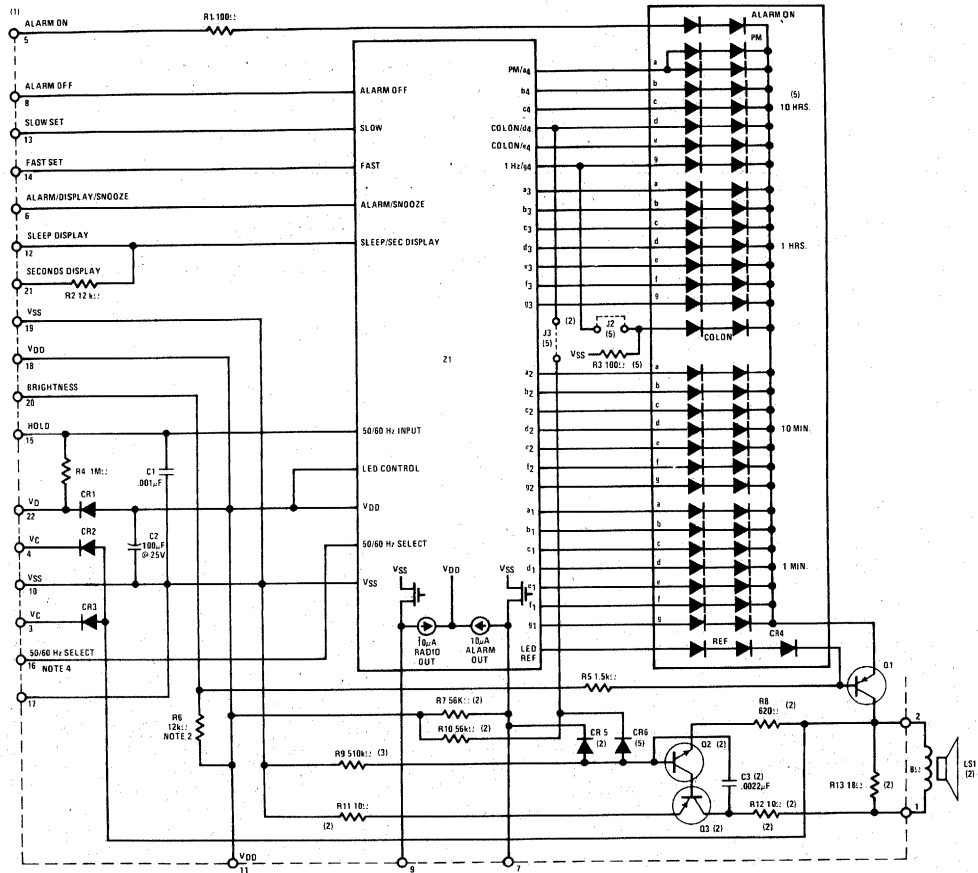 (1)
ALARM ON
5
R1 100Ω
ALARM OFF
8
SLOW SET
13
FAST SET
14
ALARM/DISPLAY/SNOOZE
6
SLEEP DISPLAY
12
SECONDS DISPLAY
21
R2 12 kΩ
VSS
19
VDD
18
BRIGHTNESS
20
HOLD
15
R4 1MΩ
C1
.001μF
VD
22
CR1
CR2
VC
4
C2
100μF
@ 25V
VSS
10
CR3
VC
3
50/60 Hz SELECT
16
NOTE 4
17
R6
12kΩ
NOTE 2
VDD
11
ALARM OFF
SLOW
FAST
ALARM/SNOOZE
SLEEP/SEC DISPLAY
Z1
50/60 Hz INPUT
LED CONTROL
VDD
50/60 Hz SELECT
VSS
VSS
VDD
VSS
10μA
RADIO
OUT
10μA
ALARM
OUT
PM/a4
b4
c4
COLON/d4
COLON/e4
1 Hz/g4
a3
b3
c3
d3
e3
f3
g3
a2
b2
c2
d2
e2
f2
g2
a1
b1
c1
d1
e1
f1
g1
LED
REF
J3
(5)
(2)
J2
(5)
VSS
R3 100Ω (5)
ALARM ON
PM
a
b
c
d
e
g
(5)
10 HRS.
a
b
c
d
e
f
g
1 HRS.
COLON
a
b
c
d
e
f
g
10 MIN.
a
b
c
d
e
f
g
1 MIN.
REF
CR4
Q1
R5 1.5kΩ
R7 56K Ω (2)
R10 56kΩ (2)
CR 5
(2)
CR6
(5)
R8
620Ω
(2)
Q2 (2)
R9 510kΩ (3)
C3 (2)
.0022μF
R11 10Ω
(2)
Q3 (2)
R12 10Ω (2)
(2)
R13 18Ω
(2)
2
8Ω
LS1
(2)
1
9
7